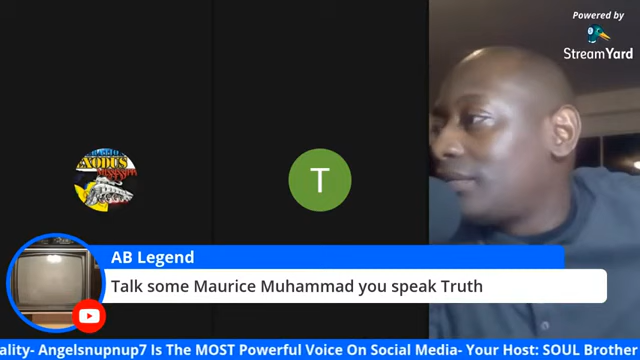 Powered by
StreamYard
EXODUS
T
AB Legend
Talk some Maurice Muhammad you speak Truth
ality- Angelsnupnup7 Is The MOST Powerful Voice On Social Media- Your Host: SOUL Brother